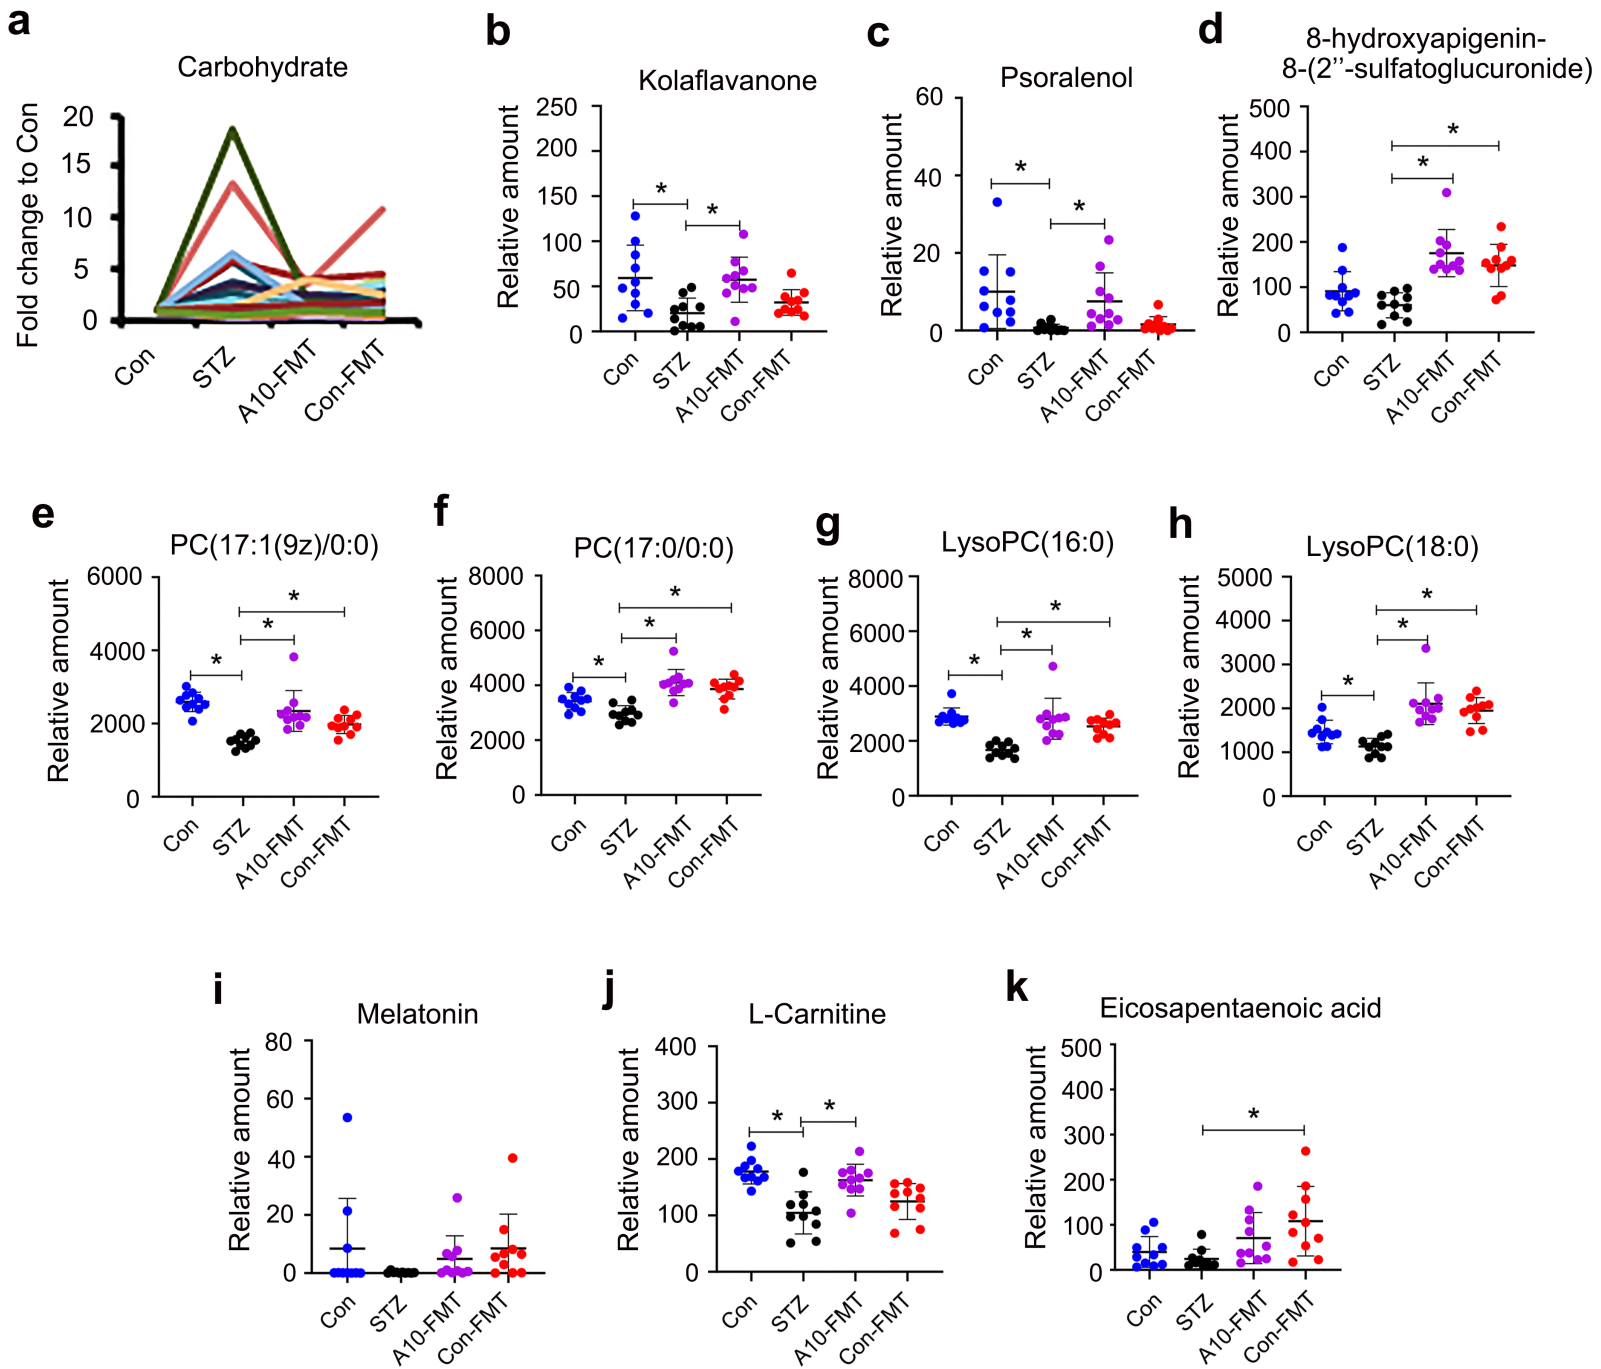 a
Carbohydrate
Fold change to Con
20
15
10
5
0
Con
STZ
A10-FMT
Con-FMT
b
Kolaflavanone
Relative amount
250
200
150
100
50
0
*
*
Con
STZ
A10-FMT
Con-FMT
c
Psoralenol
Relative amount
60
40
20
0
*
*
Con
STZ
A10-FMT
Con-FMT
d
8-hydroxyapigenin-
8-(2’’-sulfatoglucuronide)
Relative amount
500
400
300
200
100
0
*
*
Con
STZ
A10-FMT
Con-FMT
e
PC(17:1(9z)/0:0)
Relative amount
6000
4000
2000
0
*
*
*
Con
STZ
A10-FMT
Con-FMT
f
PC(17:0/0:0)
Relative amount
8000
6000
4000
2000
0
*
*
*
Con
STZ
A10-FMT
Con-FMT
g
LysoPC(16:0)
Relative amount
8000
6000
4000
2000
0
*
*
*
Con
STZ
A10-FMT
Con-FMT
h
LysoPC(18:0)
Relative amount
5000
4000
3000
2000
1000
0
*
*
*
Con
STZ
A10-FMT
Con-FMT
i
Melatonin
Relative amount
80
60
40
20
0
Con
STZ
A10-FMT
Con-FMT
j
L-Carnitine
Relative amount
400
300
200
100
0
*
*
Con
STZ
A10-FMT
Con-FMT
k
Eicosapentaenoic acid
Relative amount
500
400
300
200
100
0
*
Con
STZ
A10-FMT
Con-FMT